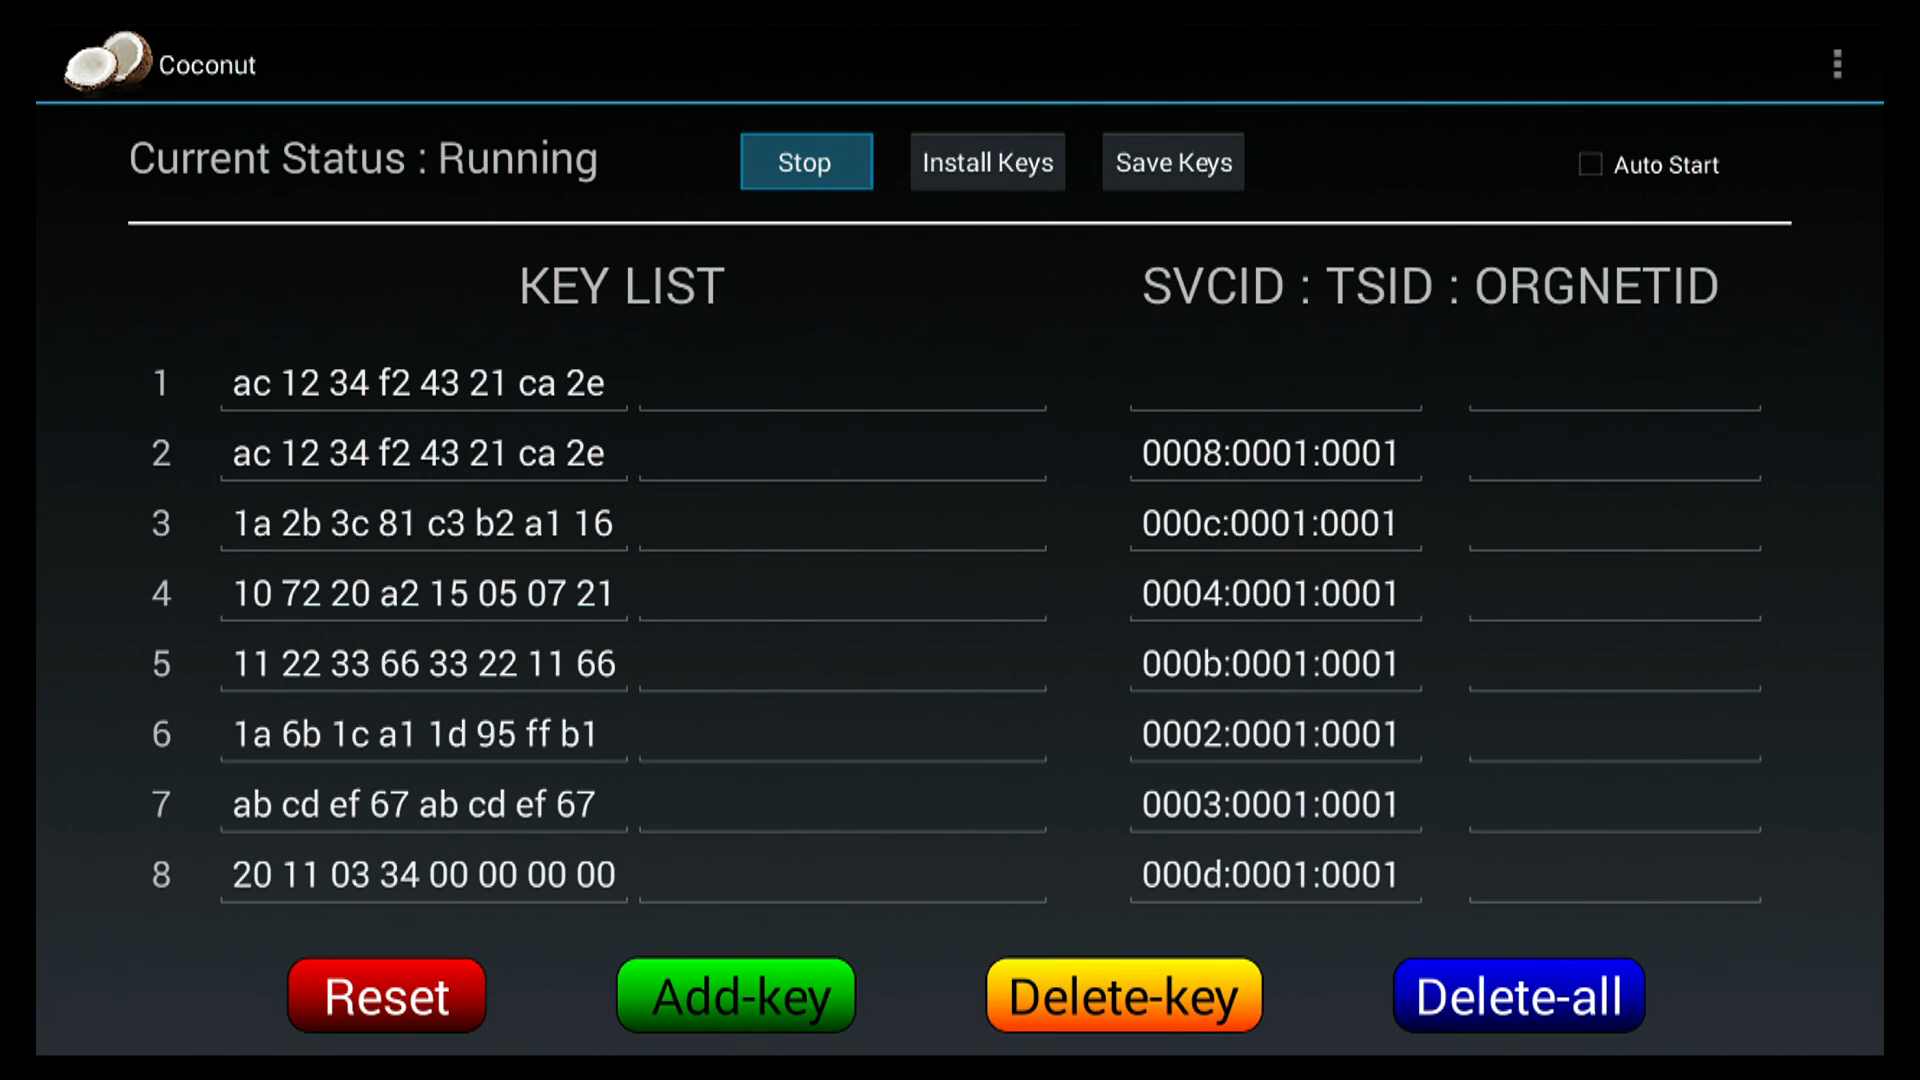 Coconut
Current Status : Running Stop Install Keys Save Keys Auto Start
KEY LIST SVCID : TSID : ORGNETID
1 ac 12 34 f2 43 21 ca 2e
2 ac 12 34 f2 43 21 ca 2e 0008:0001:0001
3 1a 2b 3c 81 c3 b2 a1 16 000c:0001:0001
4 10 72 20 a2 15 05 07 21 0004:0001:0001
5 11 22 33 66 33 22 11 66 000b:0001:0001
6 1a 6b 1c a1 1d 95 ff b1 0002:0001:0001
7 ab cd ef 67 ab cd ef 67 0003:0001:0001
8 20 11 03 34 00 00 00 00 000d:0001:0001
Reset Add-key Delete-key Delete-all